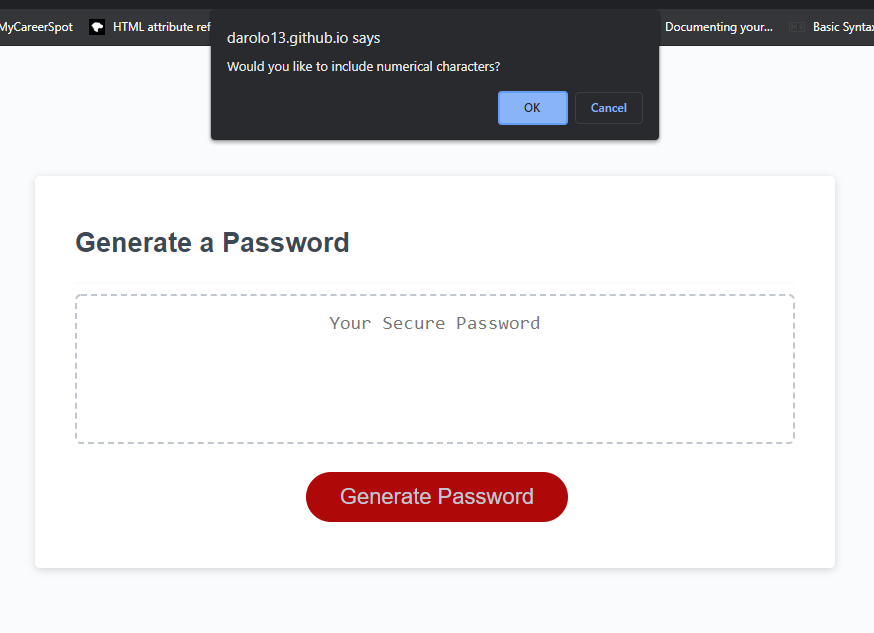 MyCareerSpot HTML attribute ref Documenting your... Basic Syntax
darolo13.github.io says
Would you like to include numerical characters?
OK Cancel
Generate a Password
Your Secure Password
Generate Password